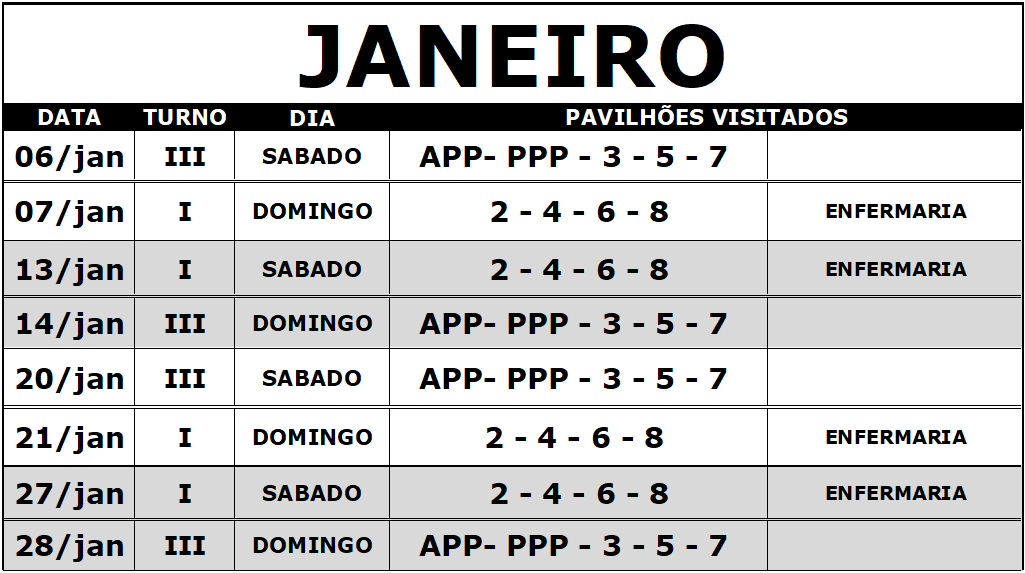 JANEIRO
DATA TURNO DIA PAVILHÕES VISITADOS
06/jan III SABADO APP- PPP - 3 - 5 - 7
07/jan I DOMINGO 2 - 4 - 6 - 8 ENFERMARIA
13/jan I SABADO 2 - 4 - 6 - 8 ENFERMARIA
14/jan III DOMINGO APP- PPP - 3 - 5 - 7
20/jan III SABADO APP- PPP - 3 - 5 - 7
21/jan I DOMINGO 2 - 4 - 6 - 8 ENFERMARIA
27/jan I SABADO 2 - 4 - 6 - 8 ENFERMARIA
28/jan III DOMINGO APP- PPP - 3 - 5 - 7